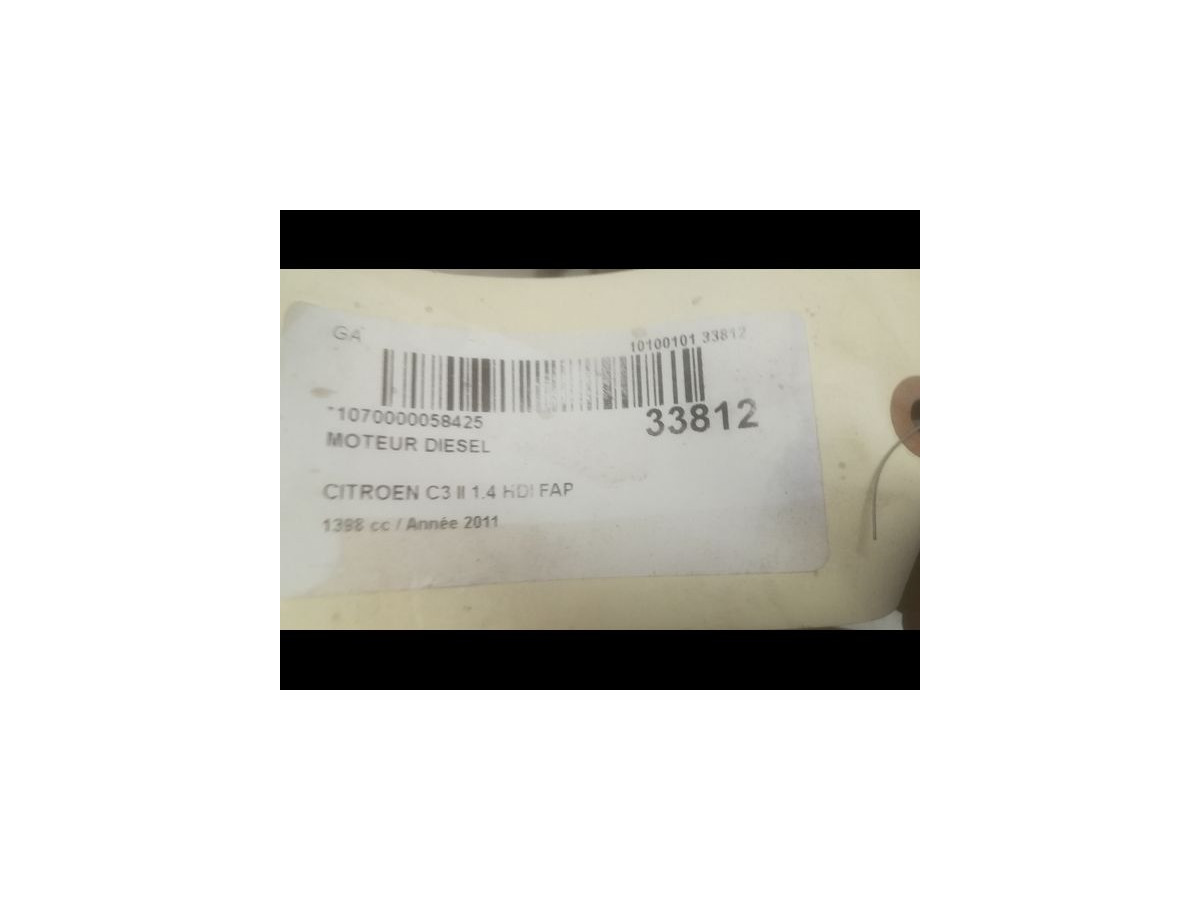 GA
10100101 33812
*1070000058425
33812
MOTEUR DIESEL
CITROEN C3 II 1.4 HDI FAP
1398 cc / Année 2011